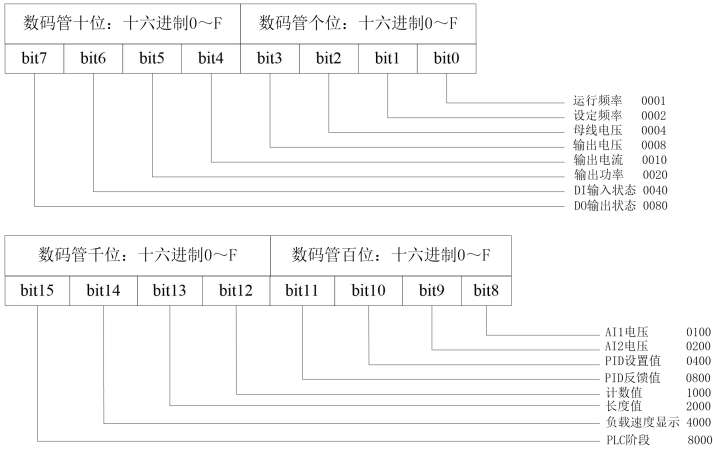 数码管十位：十六进制0～F 数码管个位：十六进制0～F
bit7 bit6 bit5 bit4 bit3 bit2 bit1 bit0
运行频率 0001
设定频率 0002
母线电压 0004
输出电压 0008
输出电流 0010
输出功率 0020
DI输入状态 0040
DO输出状态 0080
数码管千位：十六进制0～F 数码管百位：十六进制0～F
bit15 bit14 bit13 bit12 bit11 bit10 bit9 bit8
AI1电压 0100
AI2电压 0200
PID设置值 0400
PID反馈值 0800
计数值 1000
长度值 2000
负载速度显示 4000
PLC阶段 8000